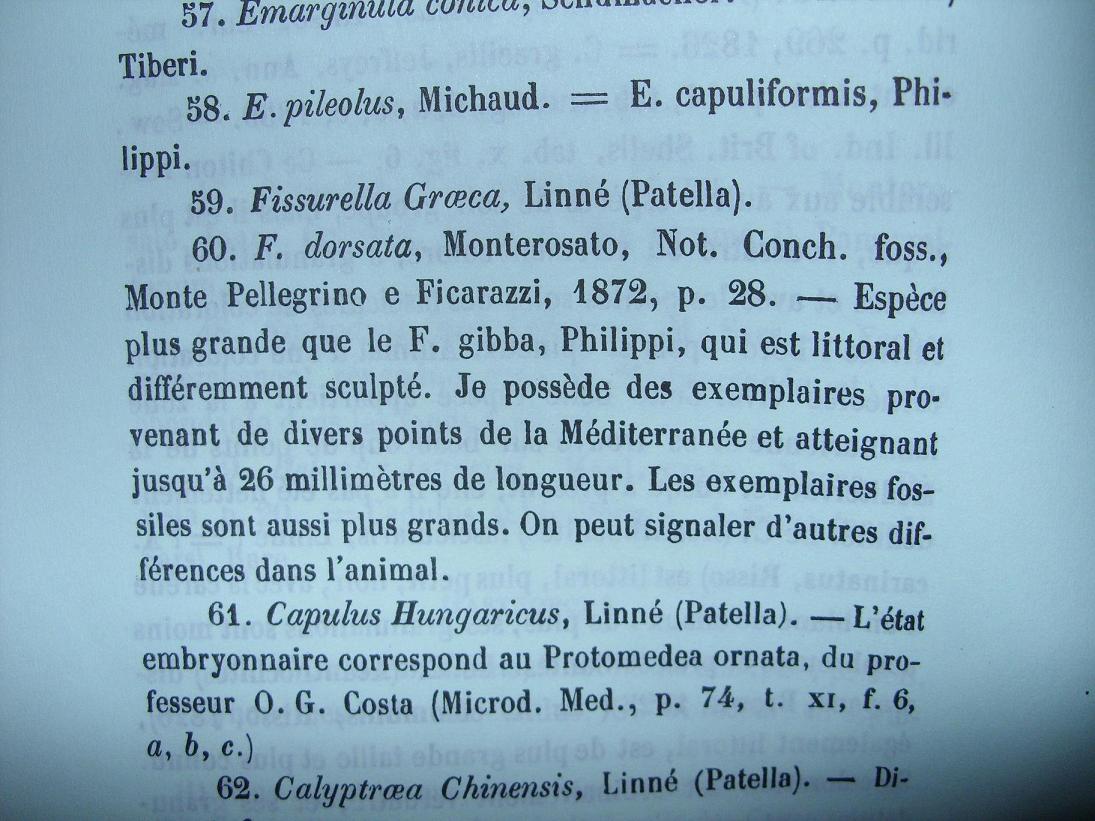 57. Emarginula conica, Schumacher.
Tiberi.
58. E. pileolus, Michaud. = E. capuliformis, Phi-
lippi.
59. Fissurella Græca, Linné (Patella).
60. F. dorsata, Monterosato, Not. Conch. foss.,
Monte Pellegrino e Ficarazzi, 1872, p. 28. — Espèce
plus grande que le F. gibba, Philippi, qui est littoral et
différemment sculpté. Je possède des exemplaires pro-
venant de divers points de la Méditerranée et atteignant
jusqu'à 26 millimètres de longueur. Les exemplaires fos-
siles sont aussi plus grands. On peut signaler d'autres dif-
férences dans l'animal.
61. Capulus Hungaricus, Linné (Patella). — L'état
embryonnaire correspond au Protomedea ornata, du pro-
fesseur O. G. Costa (Microd. Med., p. 74, t. XI, f. 6,
a, b, c.)
62. Calyptræa Chinensis, Linné (Patella). — Di-